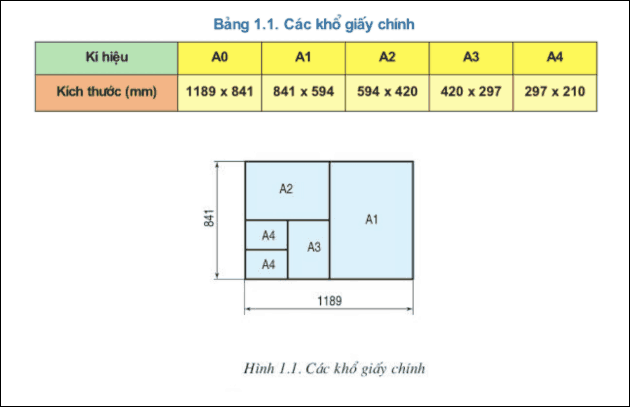 Bảng 1.1. Các khổ giấy chính
Kí hiệu A0 A1 A2 A3 A4
Kích thước (mm) 1189 x 841 841 x 594 594 x 420 420 x 297 297 x 210
A2
A1
841
A4
A3
A4
1189
Hình 1.1. Các khổ giấy chính